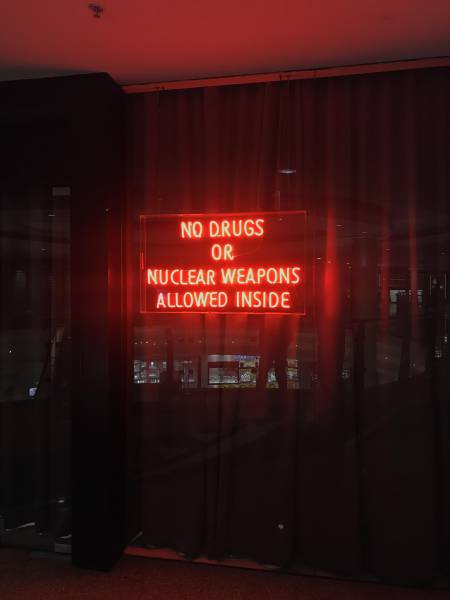 NO DRUGS
OR
NUCLEAR WEAPONS
ALLOWED INSIDE